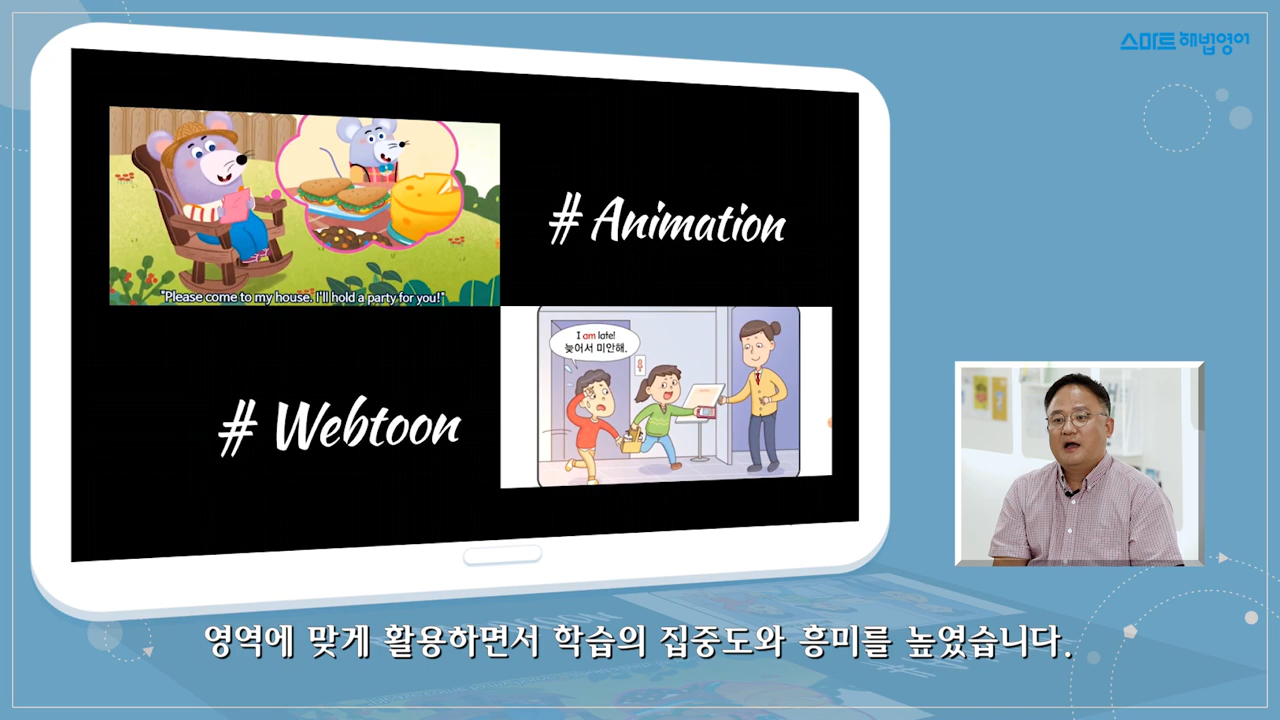 스마트 해법영어
# Animation
"Please come to my house. I'll hold a party for you!"
I am late!
늦어서 미안해.
# Webtoon
영역에 맞게 활용하면서 학습의 집중도와 흥미를 높였습니다.